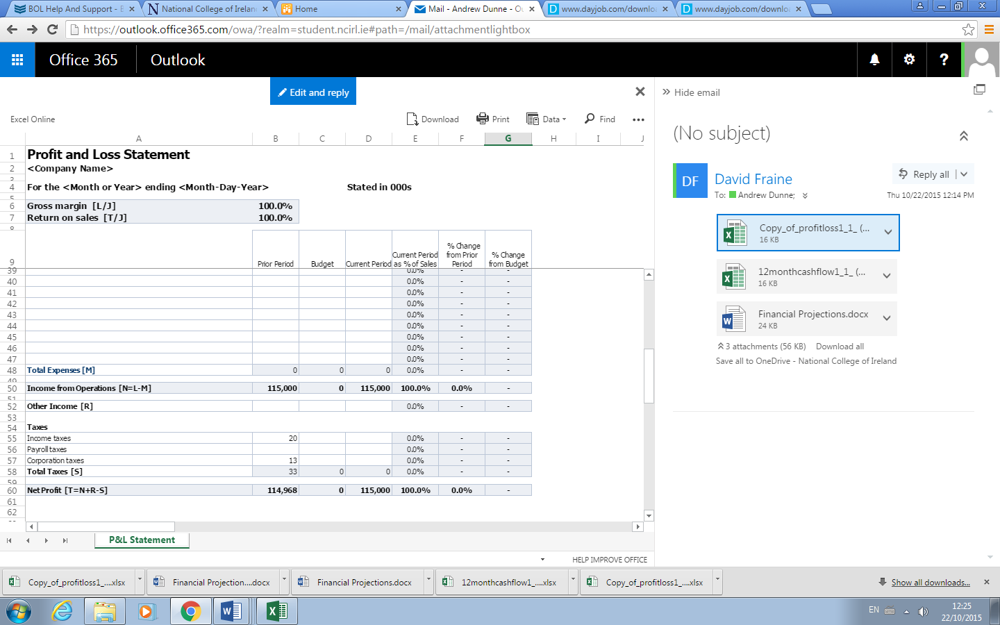 BOL Help And Support - E
National College of Irelan
Home
Mail - Andrew Dunne - Ou
www.dayjob.com/downlo
www.dayjob.com/downlo
https://outlook.office365.com/owa/?realm=student.ncirl.ie#path=/mail/attachmentlightbox
Office 365 Outlook ?
Edit and reply
Hide email
Excel Online Download Print Data Find
A B C D E F G H I J
1 Profit and Loss Statement
2 <Company Name>
3
4 For the <Month or Year> ending <Month-Day-Year> Stated in 000s
5
6 Gross margin [L/J] 100.0%
7 Return on sales [T/J] 100.0%
8
9 Prior Period Budget Current Period Current Period as % of Sales % Change from Prior Period % Change from Budget
39 0.0% - -
40 0.0% - -
41 0.0% - -
42 0.0% - -
43 0.0% - -
44 0.0% - -
45 0.0% - -
46 0.0% - -
47 0.0% - -
48 Total Expenses [M] 0 0 0 0.0% - -
49
50 Income from Operations [N=L-M] 115,000 0 115,000 100.0% 0.0% -
51
52 Other Income [R] 0.0% - -
53
54 Taxes
55 Income taxes 20 0.0% - -
56 Payroll taxes 0.0% - -
57 Corporation taxes 13 0.0% - -
58 Total Taxes [S] 33 0 0 0.0% - -
59
60 Net Profit [T=N+R-S] 114,968 0 115,000 100.0% 0.0% -
61
62
P&L Statement
HELP IMPROVE OFFICE
(No subject)
DF David Fraine Reply all
To: Andrew Dunne; Thu 10/22/2015 12:14 PM
Copy_of_profitloss1_1_ (...
16 KB
12monthcashflow1_1_ (...
16 KB
Financial Projections.docx
24 KB
3 attachments (56 KB) Download all
Save all to OneDrive - National College of Ireland
Copy_of_profitloss1_....xlsx
Financial Projection....docx
Financial Projections.docx
12monthcashflow1_....xlsx
Copy_of_profitloss1_....xlsx
Show all downloads...
EN 12:25
22/10/2015